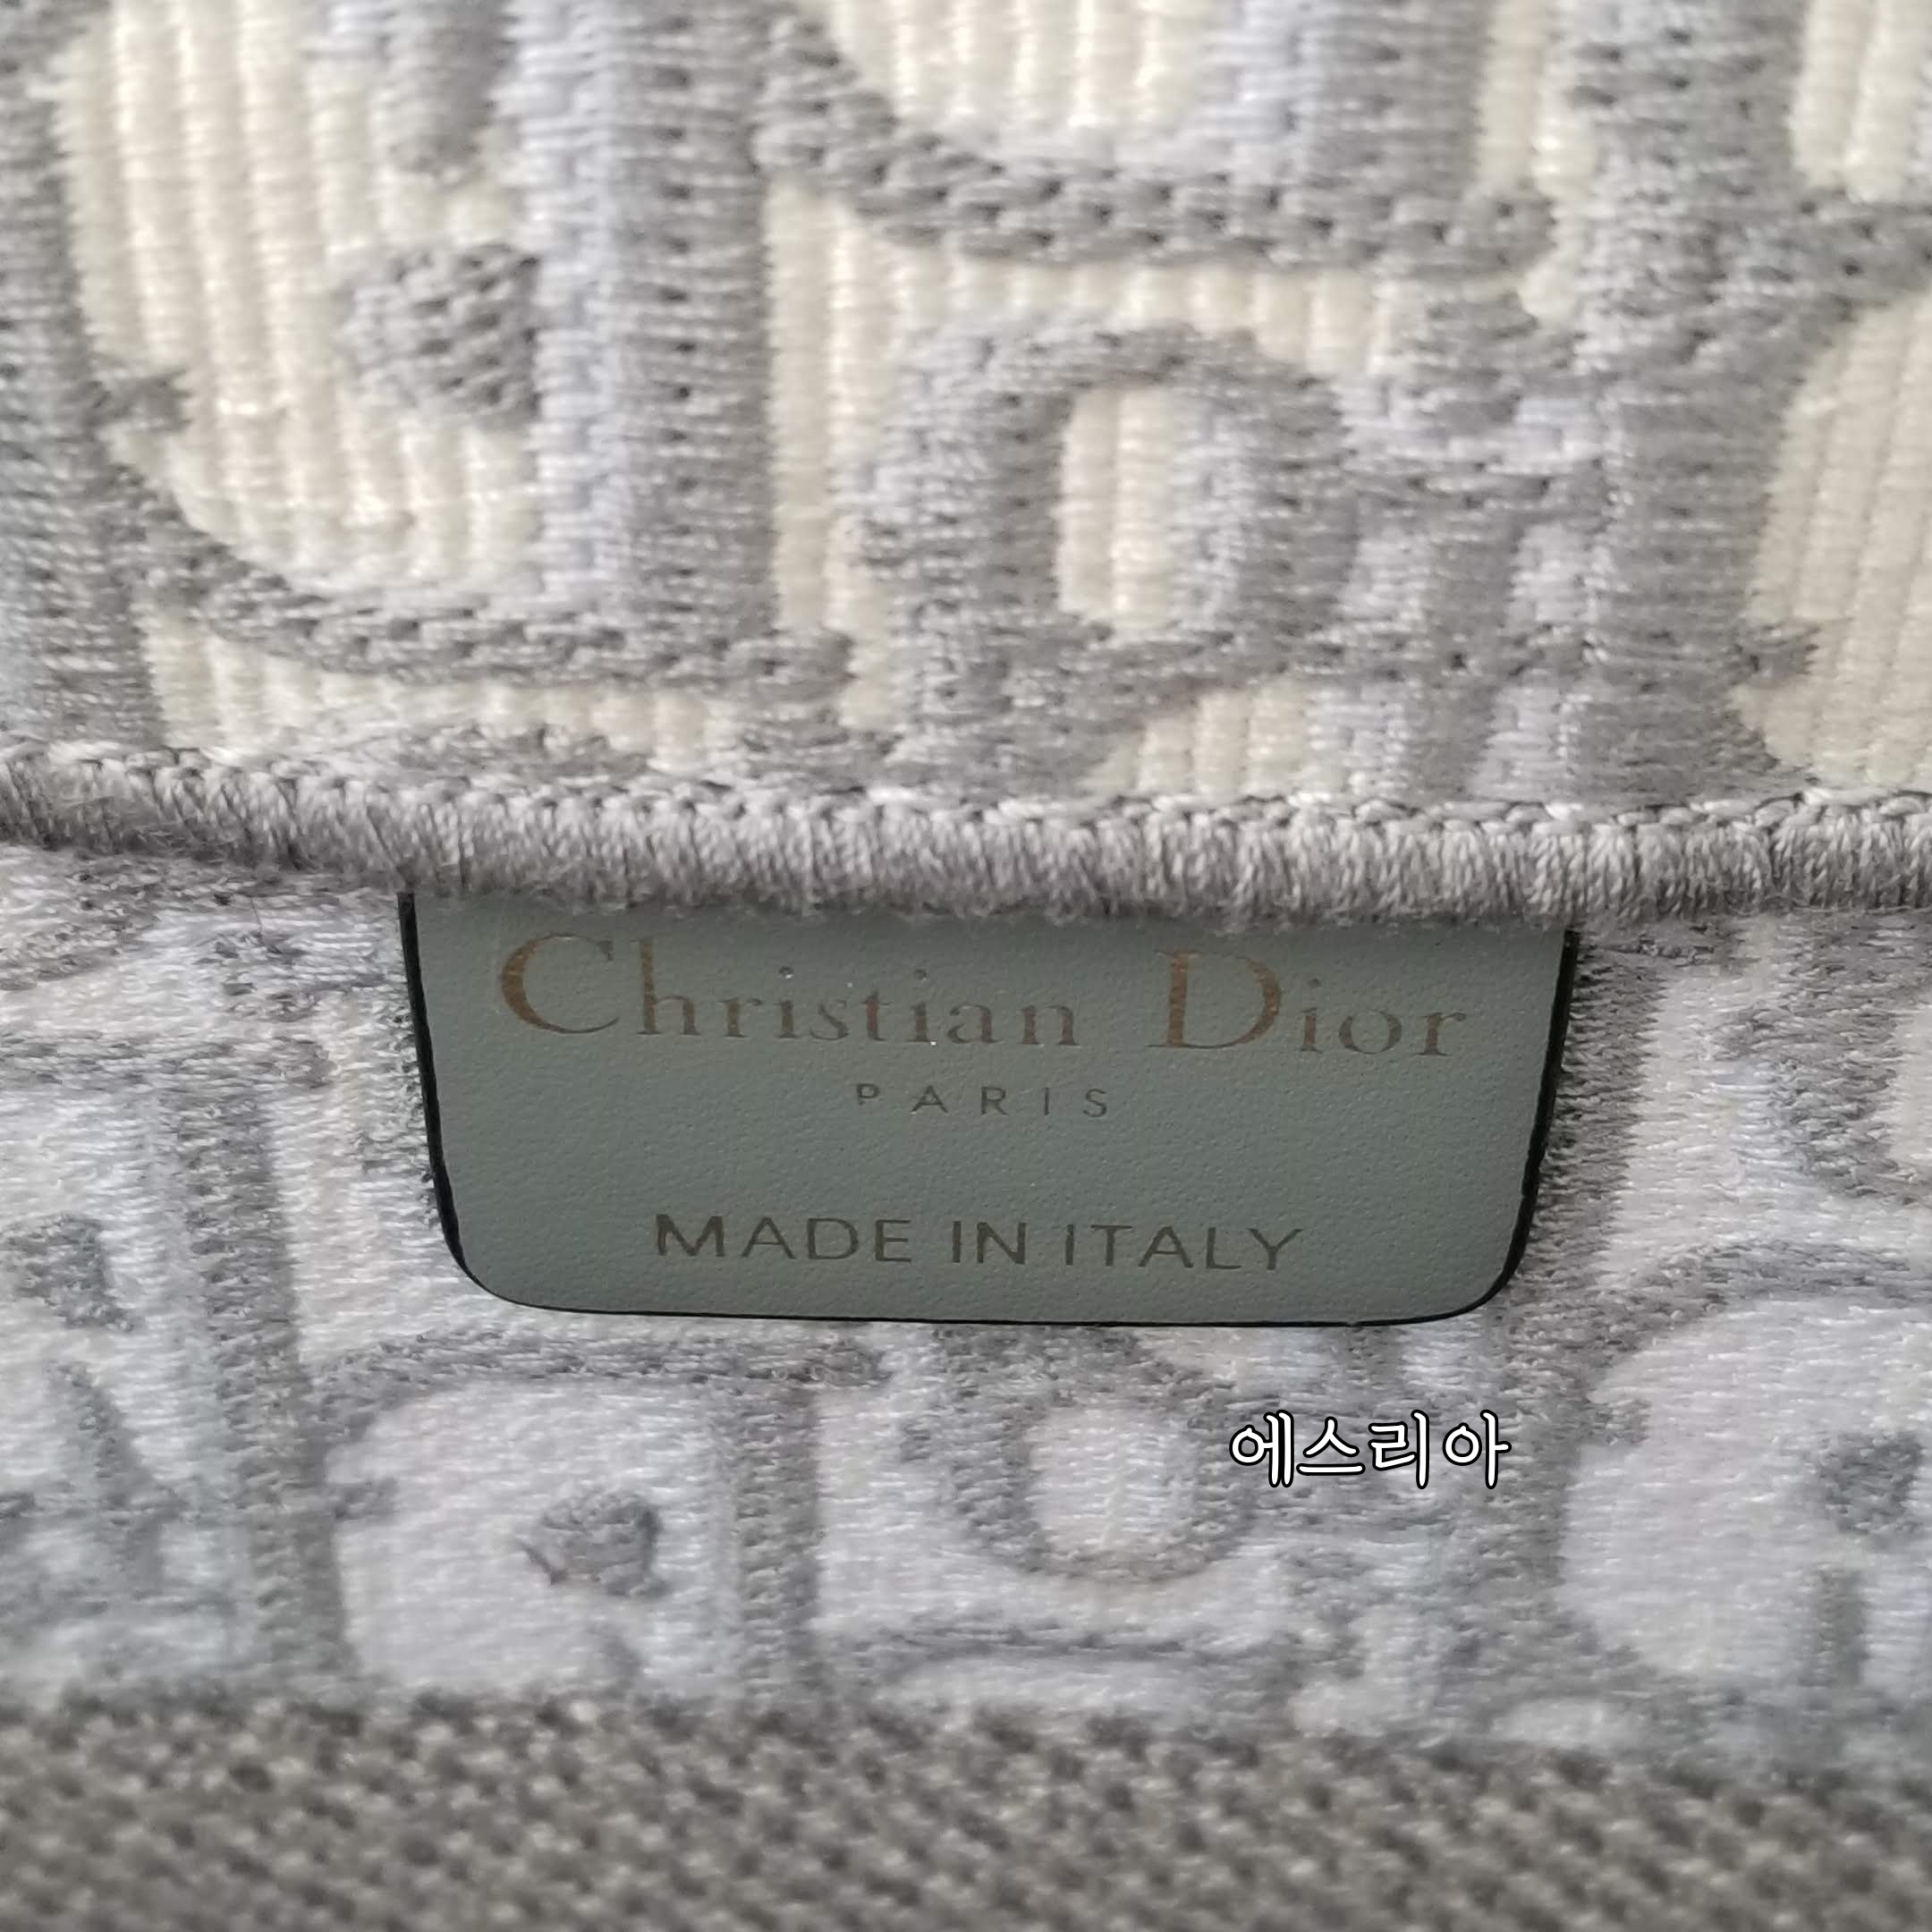 Christian Dior
PARIS
MADE IN ITALY
에스리아